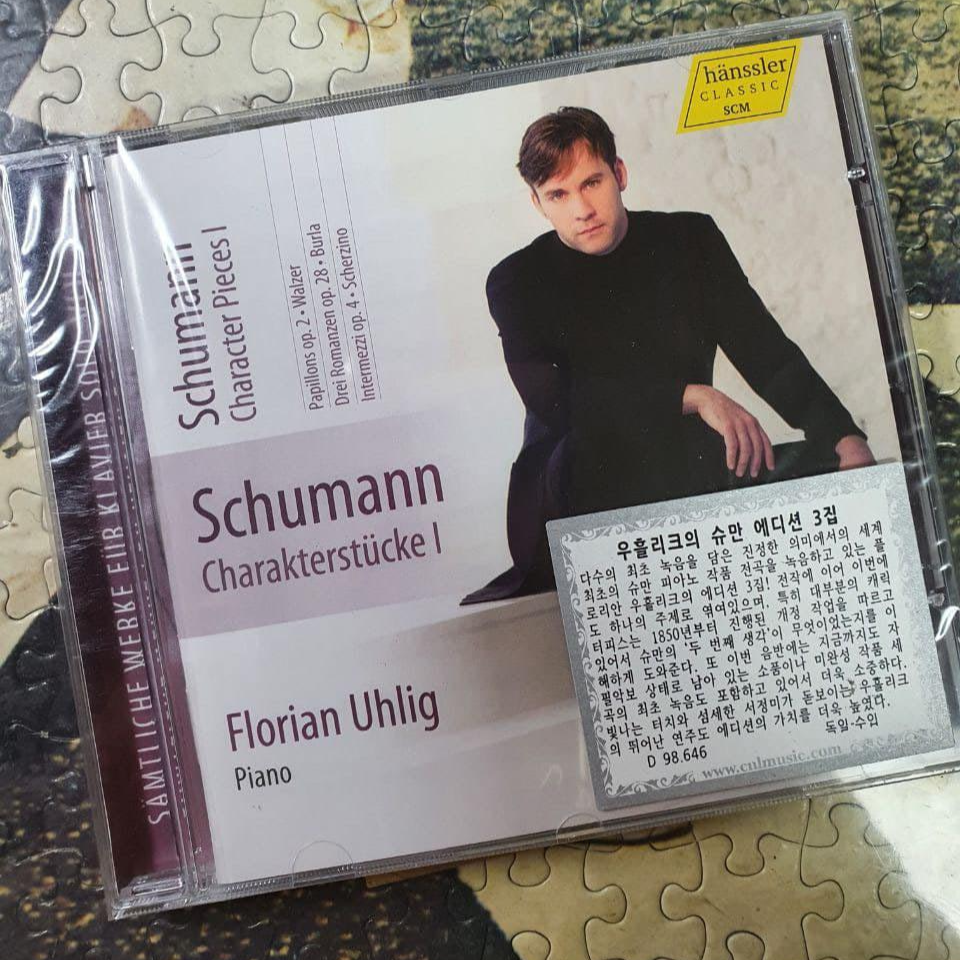 hänssler
CLASSIC
SCM
Schumann
Character Pieces I
Papillons op. 2 • Walzer
Drei Romanzen op. 28 • Burla
Intermezzi op. 4 • Scherzino
Schumann
Charakterstücke I
Florian Uhlig
Piano
SÄMTLICHE WERKE FÜR KLAVIER
우흘리크의 슈만 에디션 3집
다수의 최초 녹음을 담은 진정한 의미에서의 세계
최초의 슈만 피아노 작품 전곡을 녹음하고 있는 플
로리안 우흘리크의 에디션 3집! 전작에 이어 이번에
도 하나의 주제로 엮여있으며, 특히 대부분의 캐릭
터피스는 1850년부터 진행된 개정 작업을 따르고
있어서 슈만의 '두 번째 생각'이 무엇이었는지를 이
해하게 도와준다. 또 이번 음반에는 지금까지도 자
필악보 상태로 남아 있는 소품이나 미완성 작품 세
곡의 최초 녹음도 포함하고 있어서 더욱 소중하다.
빛나는 터치와 섬세한 서정미가 돋보이는 우흘리크
의 뛰어난 연주도 에디션의 가치를 더욱 높였다.
D 98.646 독일·수입
www.cnlmusic.com